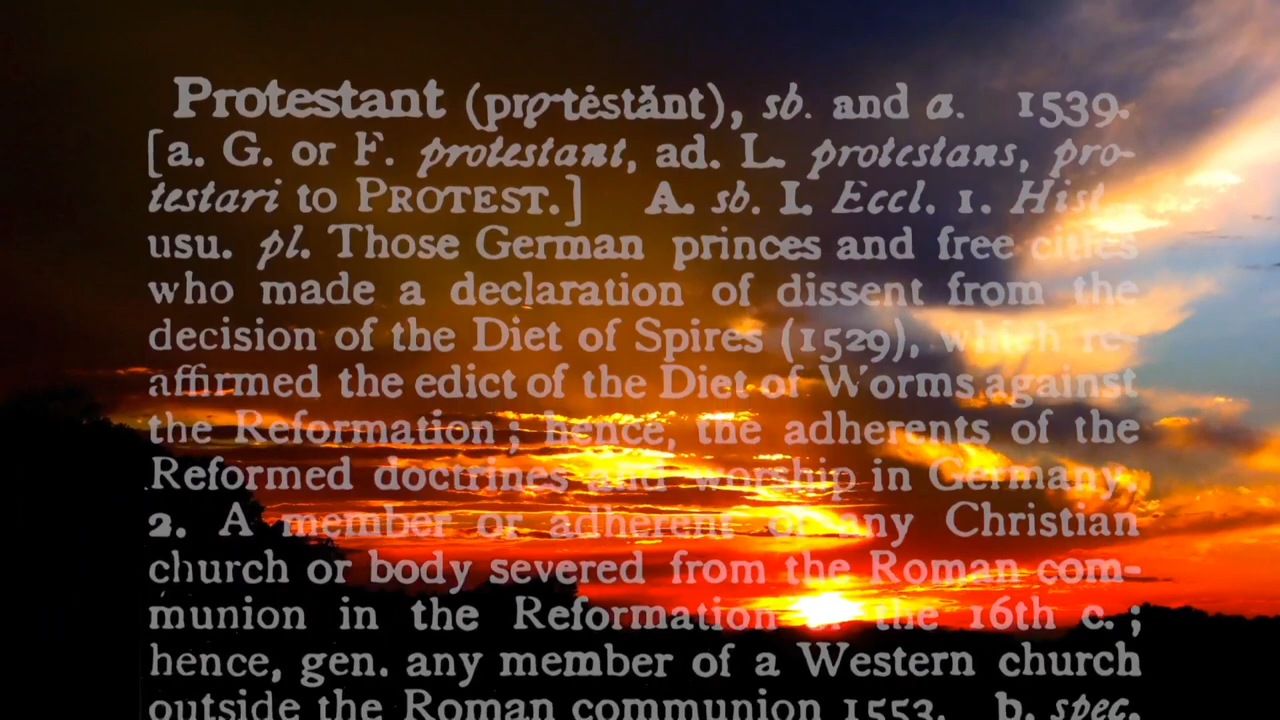 Protestant (prǫ·tėstănt), sb. and a. 1539.
[a. G. or F. protestant, ad. L. protestans, pro-
testari to PROTEST.] A. sb. I. Eccl. 1. Hist.
usu. pl. Those German princes and free cities
who made a declaration of dissent from the
decision of the Diet of Spires (1529), which re-
affirmed the edict of the Diet of Worms against
the Reformation; hence, the adherents of the
Reformed doctrines and worship in Germany.
2. A member or adherent of any Christian
church or body severed from the Roman com-
munion in the Reformation of the 16th c.;
hence, gen. any member of a Western church
outside the Roman communion 1553. b. spec.